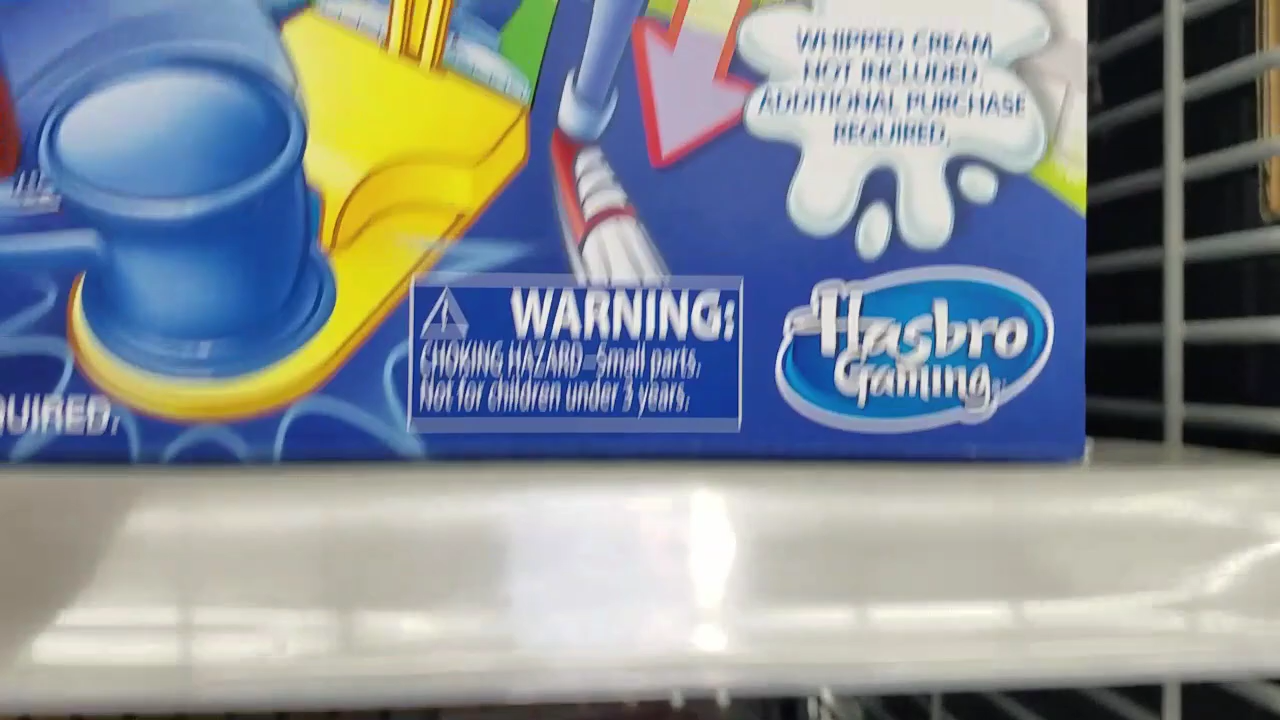 WHIPPED CREAM
NOT INCLUDED.
ADDITIONAL PURCHASE
REQUIRED.
WARNING:
CHOKING HAZARD-Small parts.
Not for children under 3 years.
Hasbro
Gaming
QUIRED.